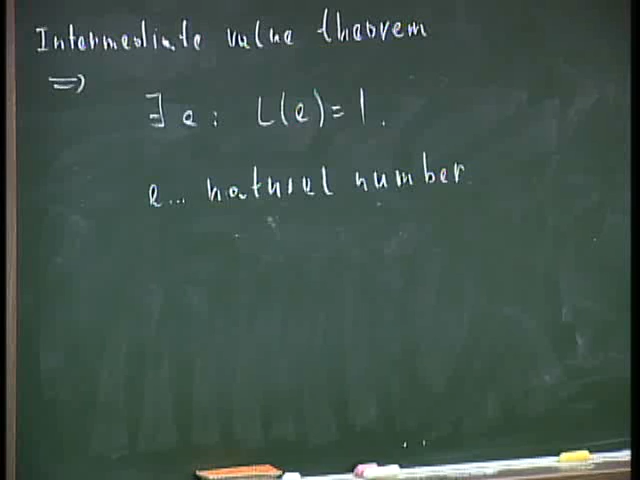 Intermediate value theorem
⇒
∃ e: L(e)=1.
e... natural number